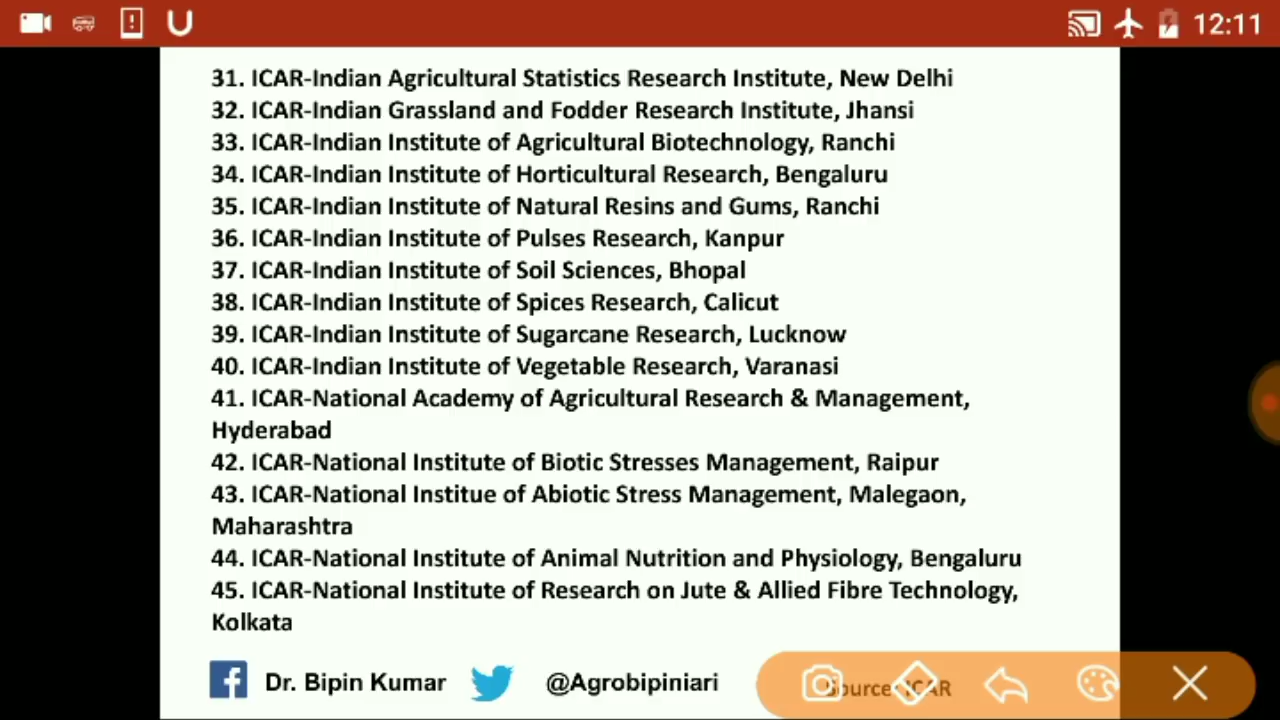 12:11
31. ICAR-Indian Agricultural Statistics Research Institute, New Delhi
32. ICAR-Indian Grassland and Fodder Research Institute, Jhansi
33. ICAR-Indian Institute of Agricultural Biotechnology, Ranchi
34. ICAR-Indian Institute of Horticultural Research, Bengaluru
35. ICAR-Indian Institute of Natural Resins and Gums, Ranchi
36. ICAR-Indian Institute of Pulses Research, Kanpur
37. ICAR-Indian Institute of Soil Sciences, Bhopal
38. ICAR-Indian Institute of Spices Research, Calicut
39. ICAR-Indian Institute of Sugarcane Research, Lucknow
40. ICAR-Indian Institute of Vegetable Research, Varanasi
41. ICAR-National Academy of Agricultural Research & Management,
Hyderabad
42. ICAR-National Institute of Biotic Stresses Management, Raipur
43. ICAR-National Institue of Abiotic Stress Management, Malegaon,
Maharashtra
44. ICAR-National Institute of Animal Nutrition and Physiology, Bengaluru
45. ICAR-National Institute of Research on Jute & Allied Fibre Technology,
Kolkata
Dr. Bipin Kumar @Agrobipiniari Source: ICAR